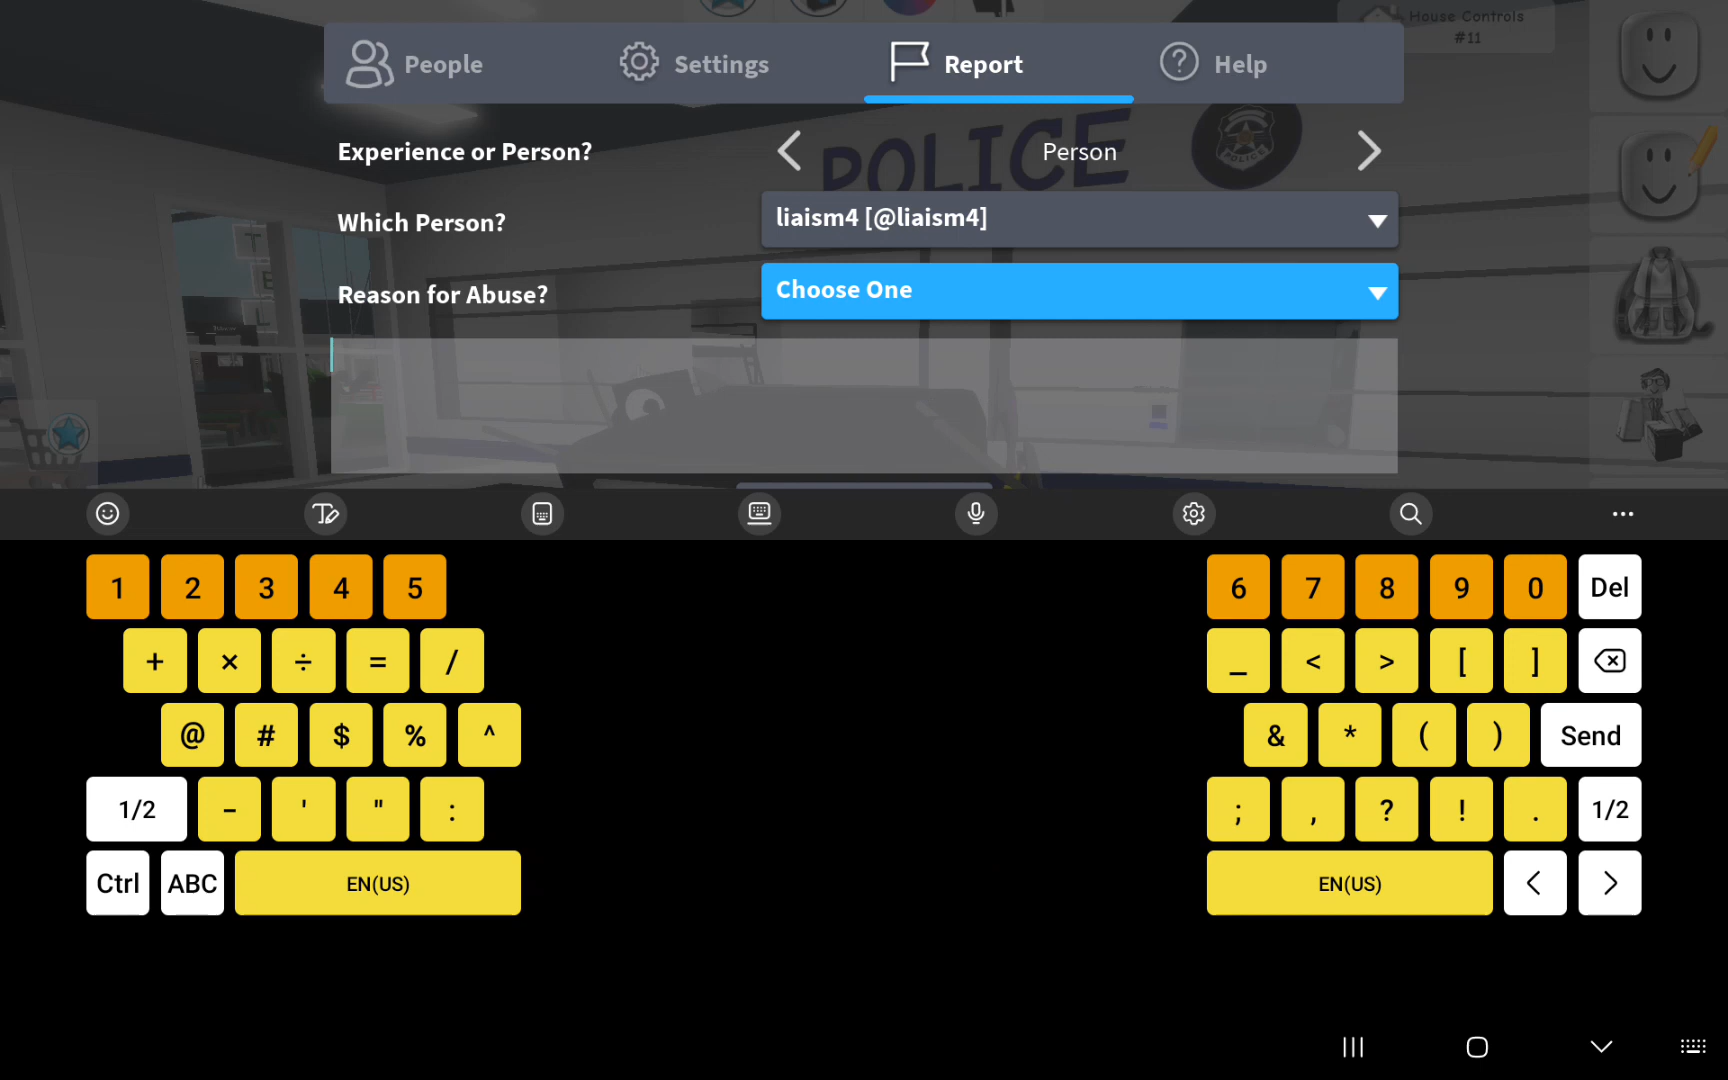 House Controls
#11
People
Settings
Report
Help
POLICE
POLICE
Experience or Person?
Person
Which Person?
liaism4 [@liaism4]
Reason for Abuse?
Choose One
1 2 3 4 5
6 7 8 9 0 Del
+ × ÷ = /
_ < > [ ]
@ # $ % ^
& * ( ) Send
1/2 - ' " :
; , ? ! . 1/2
Ctrl ABC EN(US)
EN(US) < >